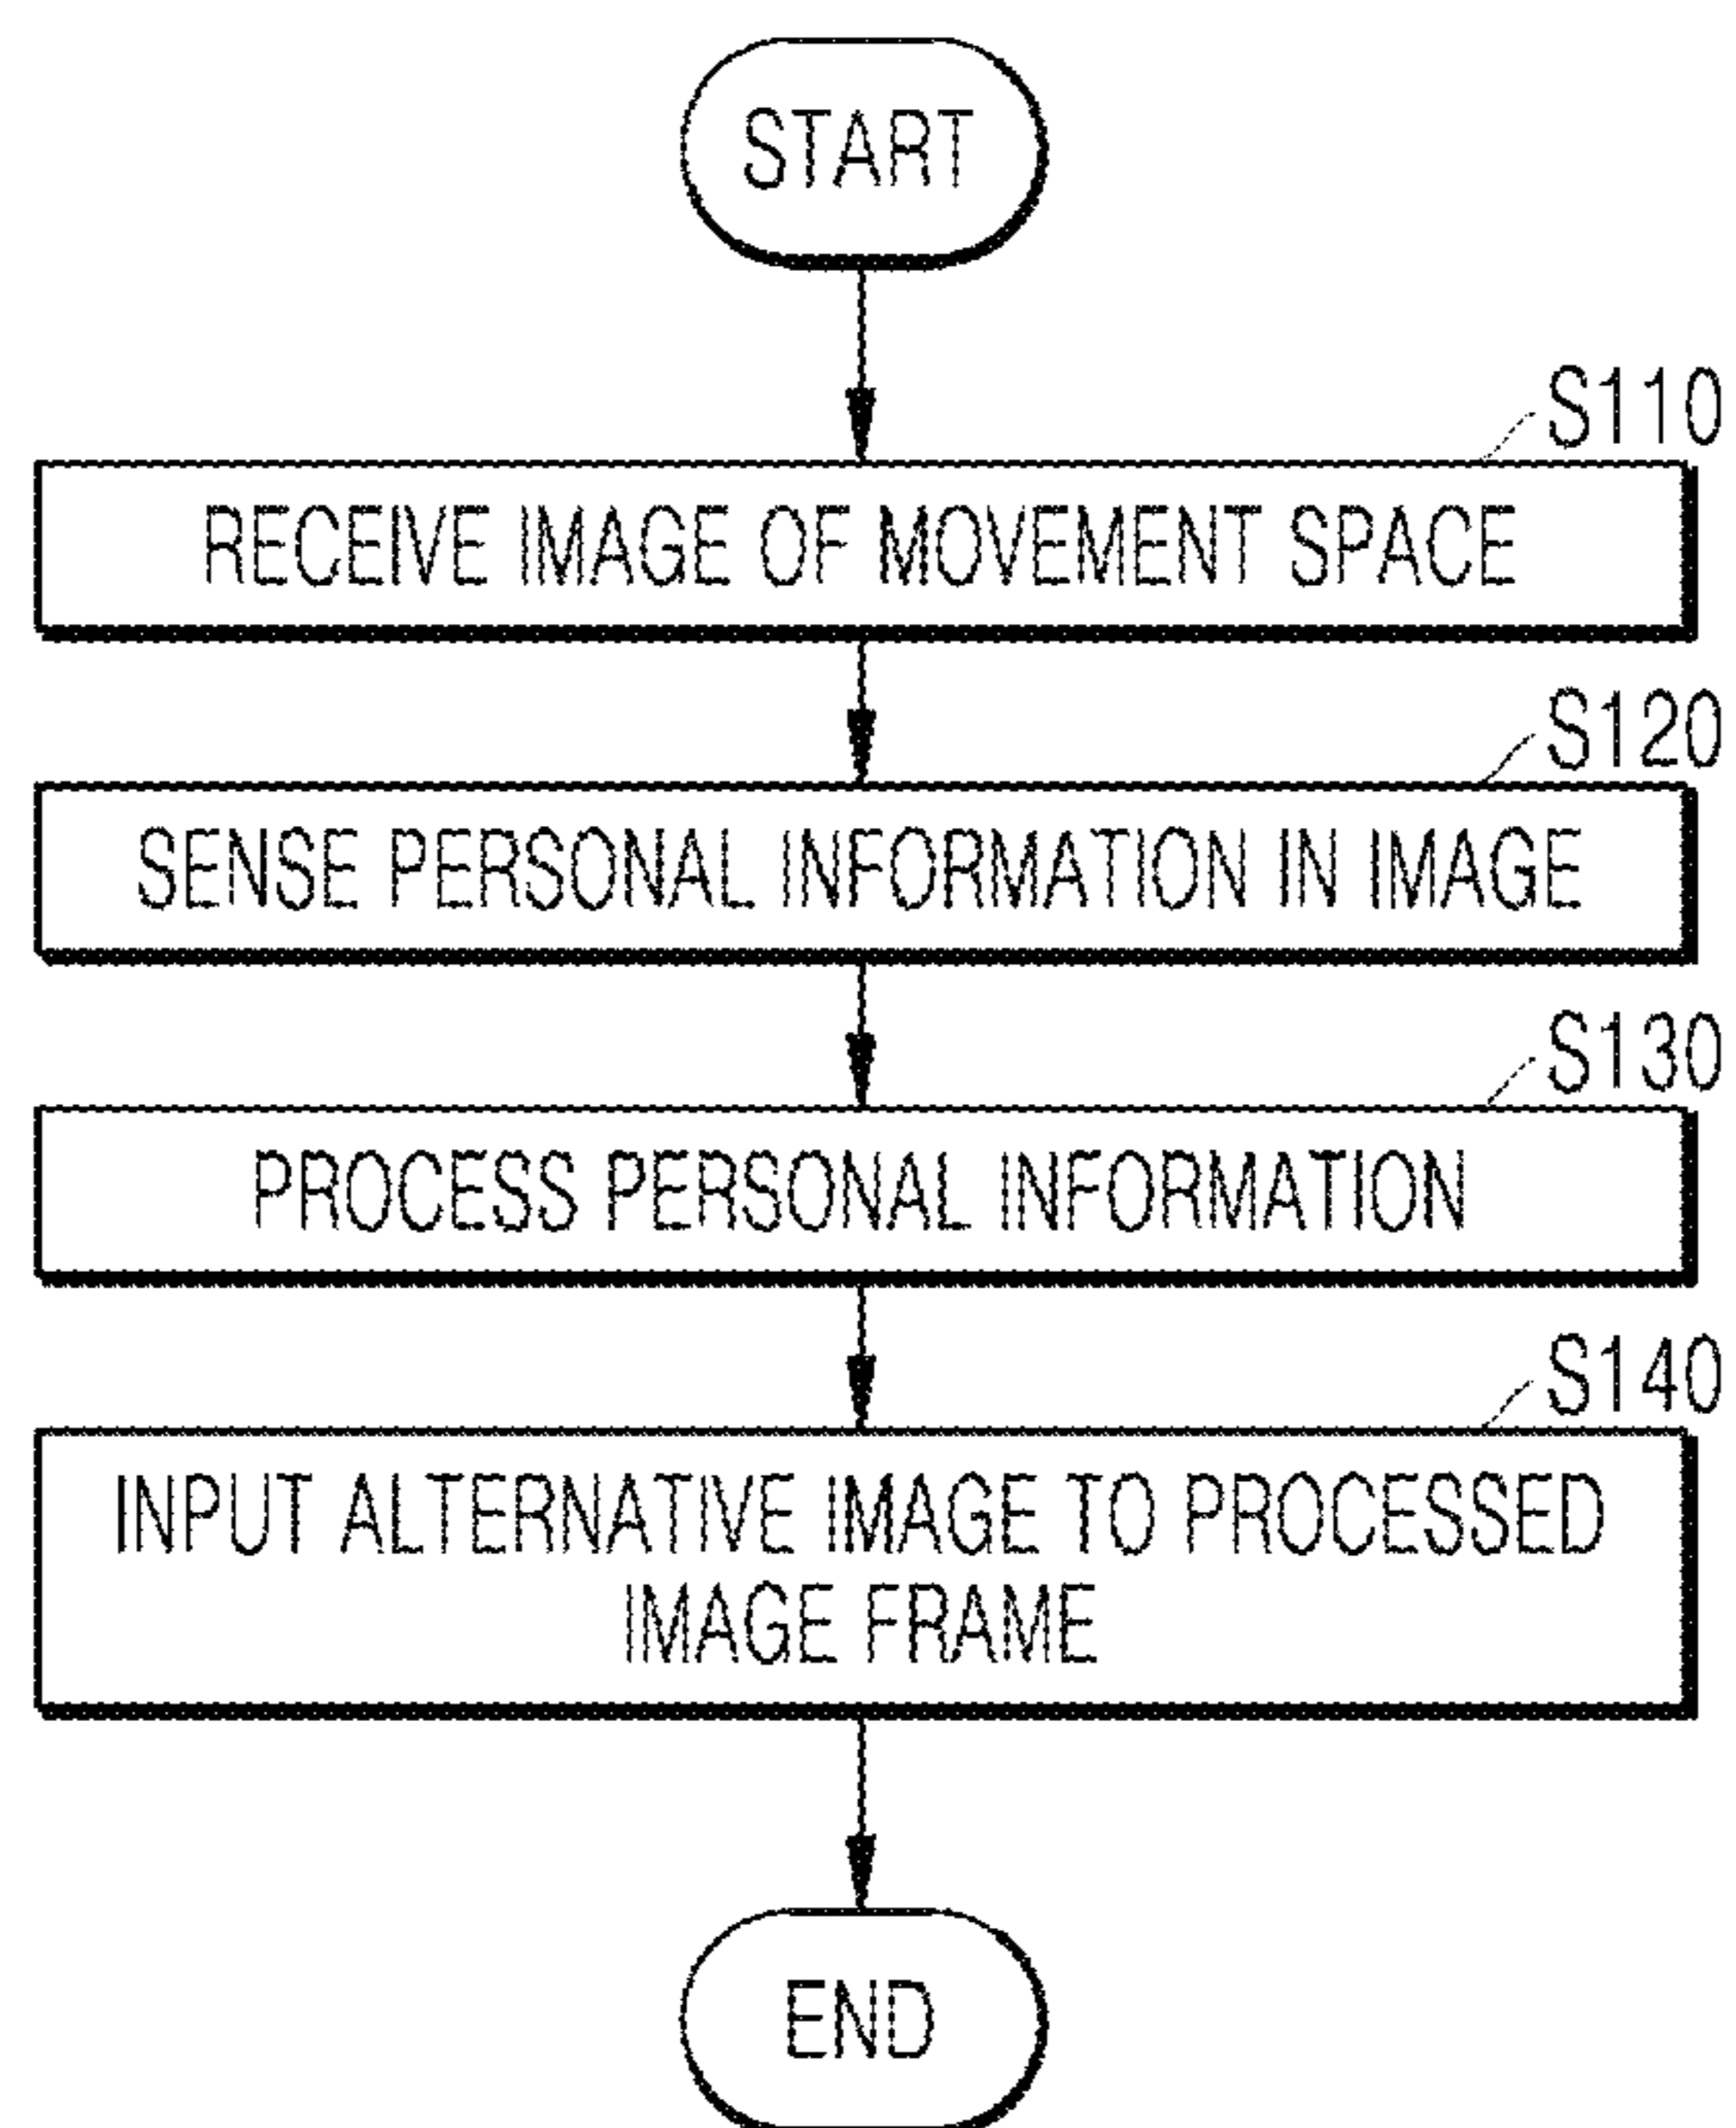 START
S110
RECEIVE IMAGE OF MOVEMENT SPACE
S120
SENSE PERSONAL INFORMATION IN IMAGE
S130
PROCESS PERSONAL INFORMATION
S140
INPUT ALTERNATIVE IMAGE TO PROCESSED
IMAGE FRAME
END